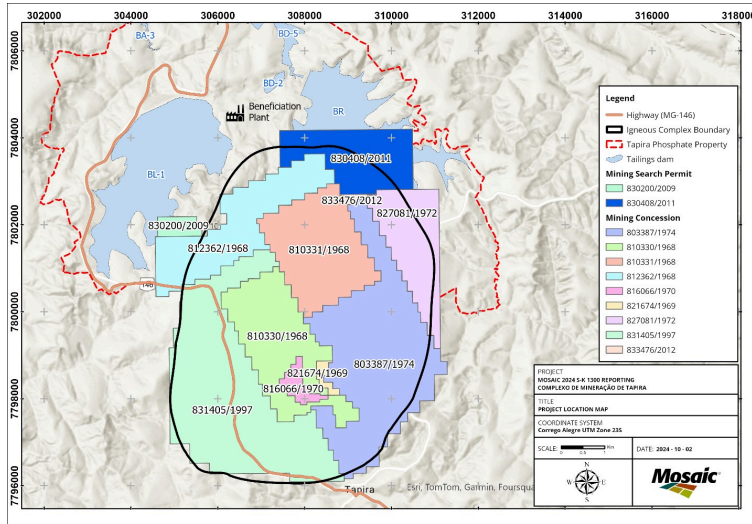 302000
304000
306000
308000
310000
312000
314000
316000
318000
7806000
7804000
7802000
7800000
7798000
7796000
BA-3
BD-5
BD-2
BR
Beneficiation
Plant
BL-1
830408/2011
833476/2012
827081/1972
830200/2009
812362/1968
810331/1968
146
810330/1968
803387/1974
821674/1969
816066/1970
831405/1997
Tapira
Esri, TomTom, Garmin, Foursqu
Legend
Highway (MG-146)
Igneous Complex Boundary
Tapira Phosphate Property
Tailings dam
Mining Search Permit
830200/2009
830408/2011
Mining Concession
803387/1974
810330/1968
810331/1968
812362/1968
816066/1970
821674/1969
827081/1972
831405/1997
833476/2012
PROJECT
MOSAIC 2024 S-K 1300 REPORTING
COMPLEXO DE MINERAÇÃO DE TAPIRA
TITLE
PROJECT LOCATION MAP
COORDINATE SYSTEM
Corrego Alegre UTM Zone 23S
SCALE: 0 0,5 1 Km
DATE: 2024 - 10 - 02
N
W E
S
Mosaic